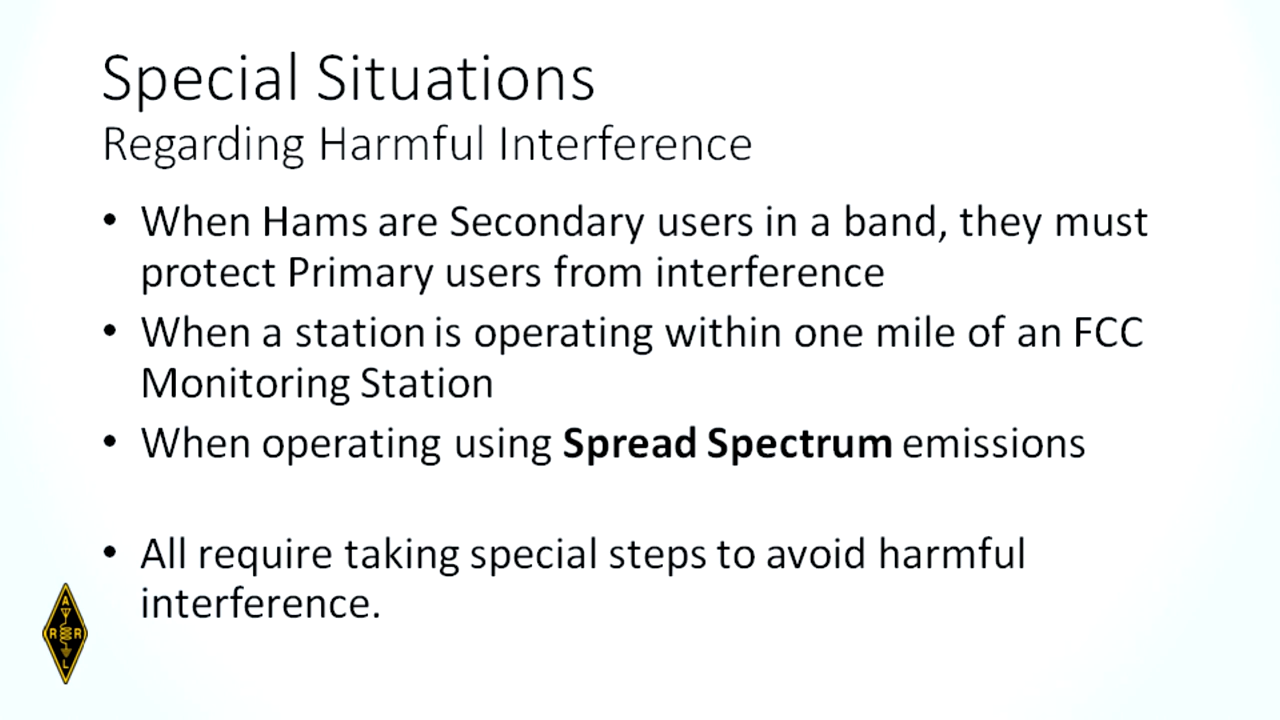 Special Situations
Regarding Harmful Interference
• When Hams are Secondary users in a band, they must
protect Primary users from interference
• When a station is operating within one mile of an FCC
Monitoring Station
• When operating using Spread Spectrum emissions
• All require taking special steps to avoid harmful
interference.
A
R R
L